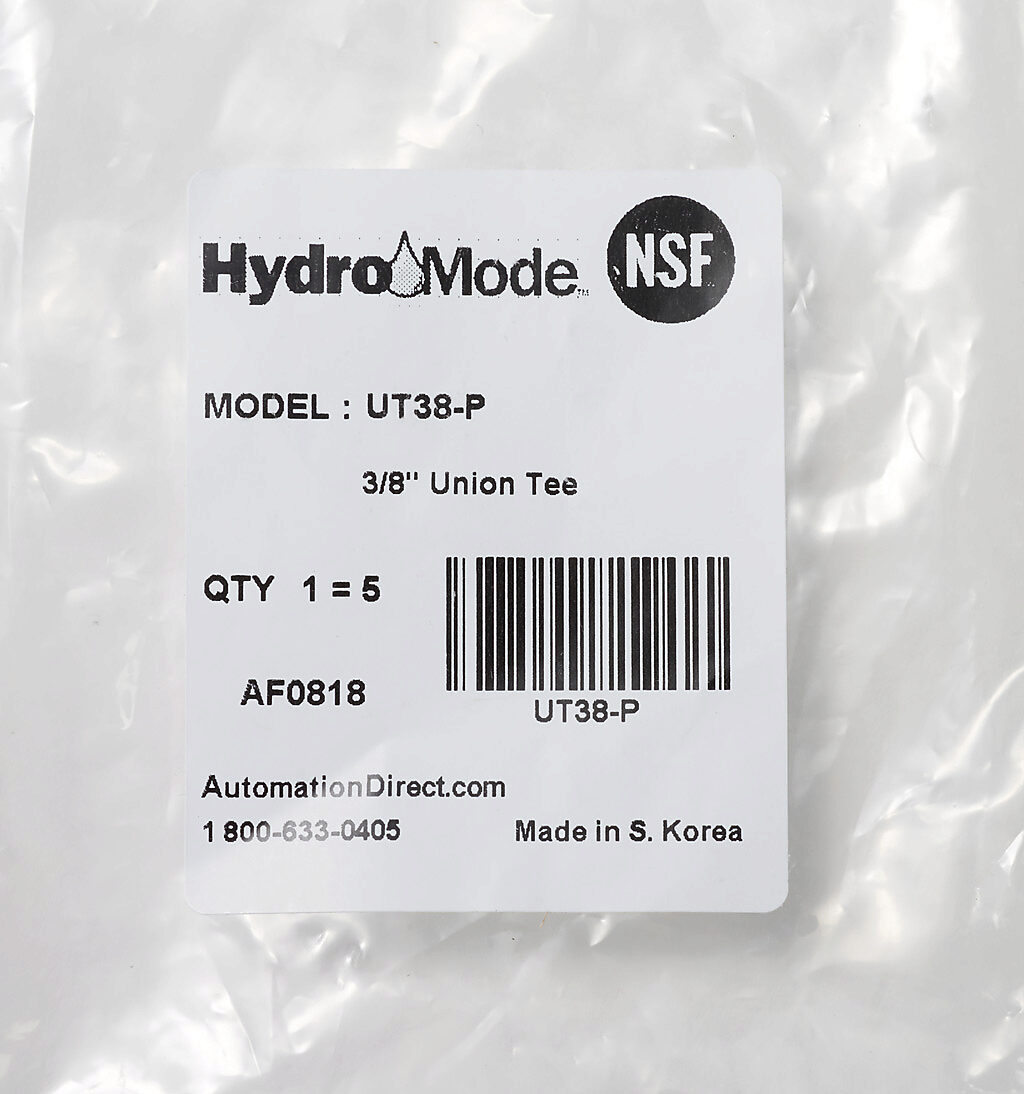 HydroMode™
NSF
MODEL : UT38-P
3/8" Union Tee
QTY 1 = 5
AF0818
UT38-P
AutomationDirect.com
1 800-633-0405
Made in S. Korea